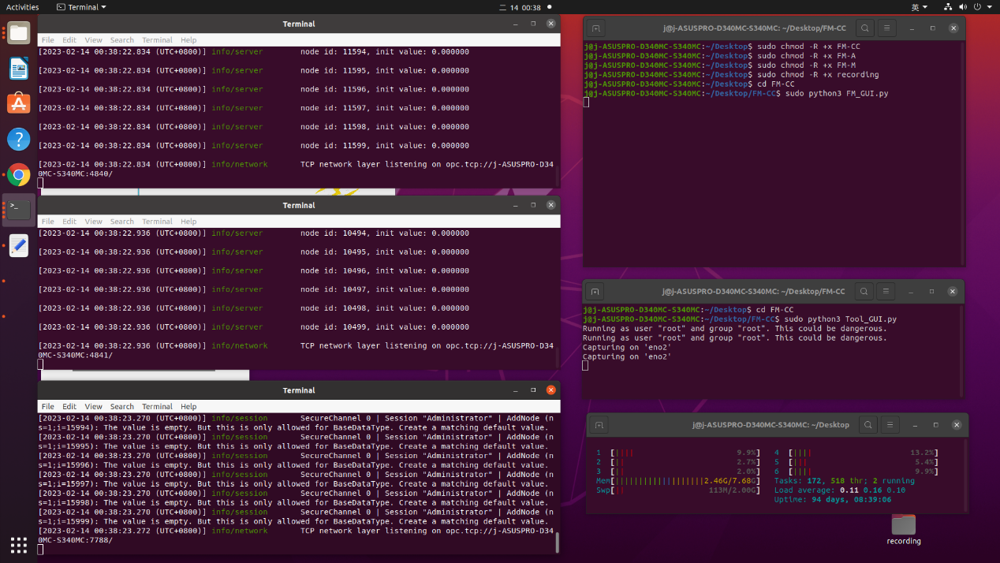 Activities
Terminal
二 14 00:38
英
Terminal
File Edit View Search Terminal Help
[2023-02-14 00:38:22.834 (UTC+0800)] info/server node id: 11594, init value: 0.000000
[2023-02-14 00:38:22.834 (UTC+0800)] info/server node id: 11595, init value: 0.000000
[2023-02-14 00:38:22.834 (UTC+0800)] info/server node id: 11596, init value: 0.000000
[2023-02-14 00:38:22.834 (UTC+0800)] info/server node id: 11597, init value: 0.000000
[2023-02-14 00:38:22.834 (UTC+0800)] info/server node id: 11598, init value: 0.000000
[2023-02-14 00:38:22.834 (UTC+0800)] info/server node id: 11599, init value: 0.000000
[2023-02-14 00:38:22.834 (UTC+0800)] info/network TCP network layer listening on opc.tcp://j-ASUSPRO-D34
0MC-S340MC:4840/
Terminal
File Edit View Search Terminal Help
[2023-02-14 00:38:22.936 (UTC+0800)] info/server node id: 10494, init value: 0.000000
[2023-02-14 00:38:22.936 (UTC+0800)] info/server node id: 10495, init value: 0.000000
[2023-02-14 00:38:22.936 (UTC+0800)] info/server node id: 10496, init value: 0.000000
[2023-02-14 00:38:22.936 (UTC+0800)] info/server node id: 10497, init value: 0.000000
[2023-02-14 00:38:22.936 (UTC+0800)] info/server node id: 10498, init value: 0.000000
[2023-02-14 00:38:22.936 (UTC+0800)] info/server node id: 10499, init value: 0.000000
[2023-02-14 00:38:22.936 (UTC+0800)] info/network TCP network layer listening on opc.tcp://j-ASUSPRO-D34
0MC-S340MC:4841/
Terminal
File Edit View Search Terminal Help
[2023-02-14 00:38:23.270 (UTC+0800)] info/session SecureChannel 0 | Session "Administrator" | AddNode (n
s=1;i=15994): The value is empty. But this is only allowed for BaseDataType. Create a matching default value.
[2023-02-14 00:38:23.270 (UTC+0800)] info/session SecureChannel 0 | Session "Administrator" | AddNode (n
s=1;i=15995): The value is empty. But this is only allowed for BaseDataType. Create a matching default value.
[2023-02-14 00:38:23.270 (UTC+0800)] info/session SecureChannel 0 | Session "Administrator" | AddNode (n
s=1;i=15996): The value is empty. But this is only allowed for BaseDataType. Create a matching default value.
[2023-02-14 00:38:23.270 (UTC+0800)] info/session SecureChannel 0 | Session "Administrator" | AddNode (n
s=1;i=15997): The value is empty. But this is only allowed for BaseDataType. Create a matching default value.
[2023-02-14 00:38:23.270 (UTC+0800)] info/session SecureChannel 0 | Session "Administrator" | AddNode (n
s=1;i=15998): The value is empty. But this is only allowed for BaseDataType. Create a matching default value.
[2023-02-14 00:38:23.270 (UTC+0800)] info/session SecureChannel 0 | Session "Administrator" | AddNode (n
s=1;i=15999): The value is empty. But this is only allowed for BaseDataType. Create a matching default value.
[2023-02-14 00:38:23.272 (UTC+0800)] info/network TCP network layer listening on opc.tcp://j-ASUSPRO-D34
0MC-S340MC:7788/
j@j-ASUSPRO-D340MC-S340MC: ~/Desktop/FM-CC
j@j-ASUSPRO-D340MC-S340MC:~/Desktop$ sudo chmod -R +x FM-CC
j@j-ASUSPRO-D340MC-S340MC:~/Desktop$ sudo chmod -R +x FM-A
j@j-ASUSPRO-D340MC-S340MC:~/Desktop$ sudo chmod -R +x FM-M
j@j-ASUSPRO-D340MC-S340MC:~/Desktop$ sudo chmod -R +x recording
j@j-ASUSPRO-D340MC-S340MC:~/Desktop$ cd FM-CC
j@j-ASUSPRO-D340MC-S340MC:~/Desktop/FM-CC$ sudo python3 FM_GUI.py
j@j-ASUSPRO-D340MC-S340MC: ~/Desktop/FM-CC
j@j-ASUSPRO-D340MC-S340MC:~/Desktop$ cd FM-CC
j@j-ASUSPRO-D340MC-S340MC:~/Desktop/FM-CC$ sudo python3 Tool_GUI.py
Running as user "root" and group "root". This could be dangerous.
Running as user "root" and group "root". This could be dangerous.
Capturing on 'eno2'
Capturing on 'eno2'
j@j-ASUSPRO-D340MC-S340MC: ~/Desktop
1 [|||| 9.9%] 4 [|||| 13.2%]
2 [|| 2.7%] 5 [||| 5.4%]
3 [|| 2.0%] 6 [|||| 9.9%]
Mem[|||||||||||||||||||2.46G/7.68G] Tasks: 172, 518 thr; 2 running
Swp[|| 113M/2.00G] Load average: 0.11 0.16 0.10
Uptime: 94 days, 08:39:06
recording